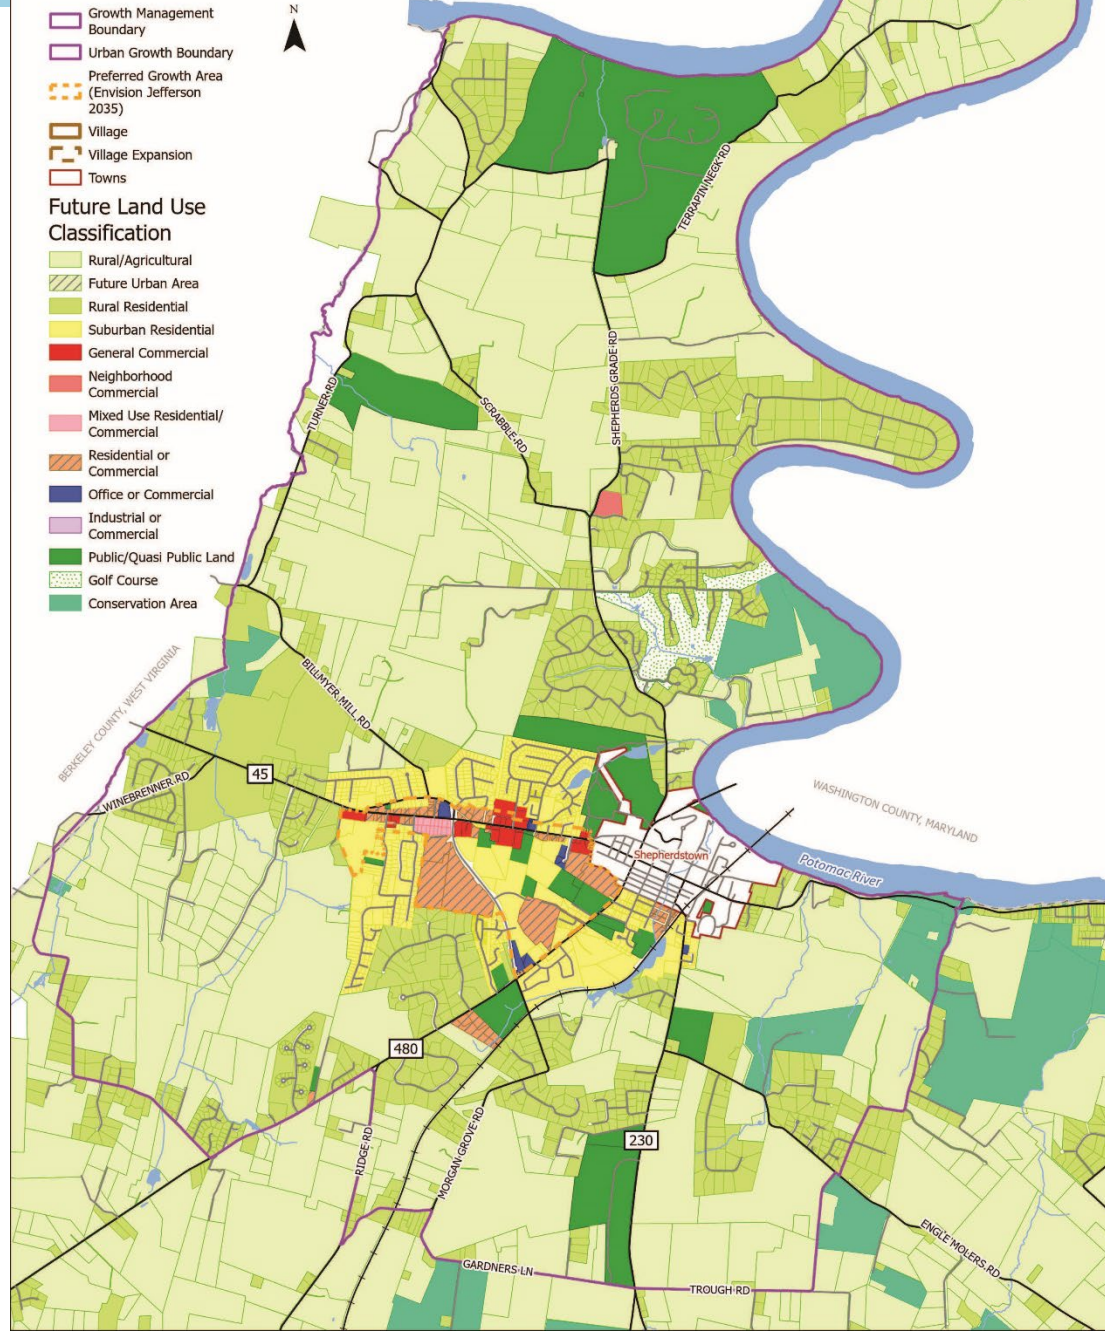 Growth Management
Boundary
Urban Growth Boundary
Preferred Growth Area
(Envision Jefferson
2035)
Village
Village Expansion
Towns
Future Land Use
Classification
Rural/Agricultural
Future Urban Area
Rural Residential
Suburban Residential
General Commercial
Neighborhood
Commercial
Mixed Use Residential/
Commercial
Residential or
Commercial
Office or Commercial
Industrial or
Commercial
Public/Quasi Public Land
Golf Course
Conservation Area
N
TERRAPIN NECK RD
SHEPHERDS GRADE RD
TURNER RD
SCRABBLE RD
BERKELEY COUNTY, WEST VIRGINIA
BILLMYER MILL RD
45
WINEBRENNER RD
WASHINGTON COUNTY, MARYLAND
Shepherdstown
Potomac River
480
230
RIDGE RD
MORGAN GROVE RD
ENGLE MOLERS RD
GARDNERS LN
TROUGH RD